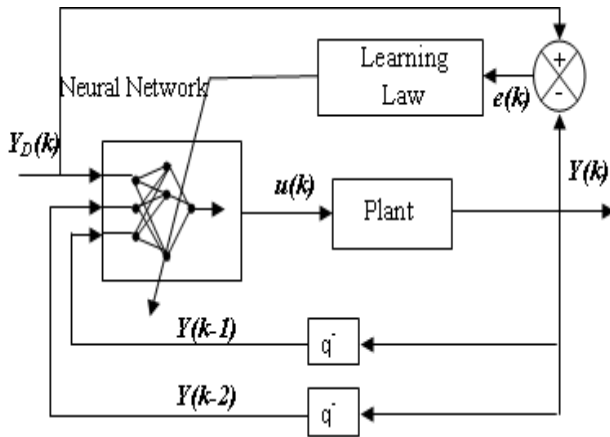 Learning
Law
+
-
e(k)
Neural Network
Y_D(k)
u(k)
Plant
Y(k)
Y(k-1)
q⁻
Y(k-2)
q⁻